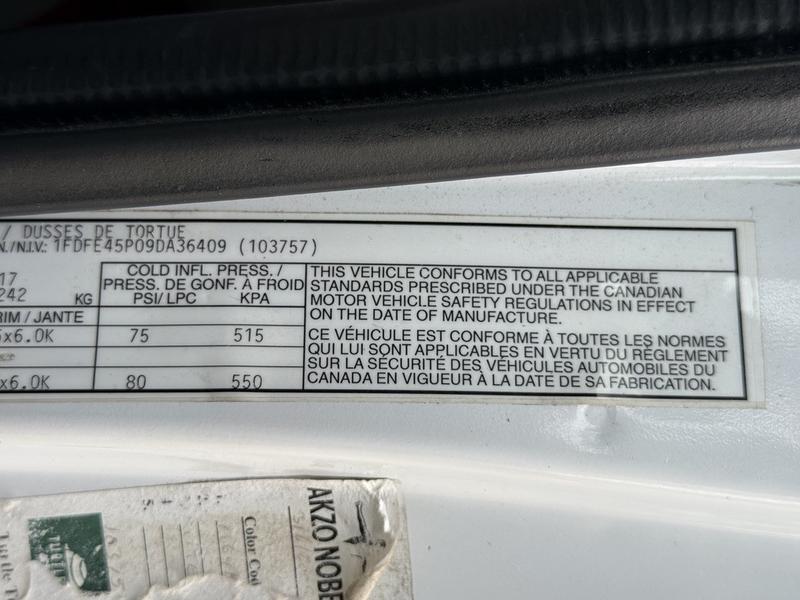 / DUSSES DE TORTUE
N./N.I.V.: 1FDFE45P09DA36409 (103757)
17
242 KG
RIM / JANTE
x6.0K
x6.0K
COLD INFL. PRESS. /
PRESS. DE GONF. À FROID
PSI/ LPC KPA
75 515
80 550
THIS VEHICLE CONFORMS TO ALL APPLICABLE
STANDARDS PRESCRIBED UNDER THE CANADIAN
MOTOR VEHICLE SAFETY REGULATIONS IN EFFECT
ON THE DATE OF MANUFACTURE.
CE VÉHICULE EST CONFORME À TOUTES LES NORMES
QUI LUI SONT APPLICABLES EN VERTU DU RÈGLEMENT
SUR LA SÉCURITÉ DES VÉHICULES AUTOMOBILES DU
CANADA EN VIGUEUR À LA DATE DE SA FABRICATION.
AKZO NOBE
Color Cod
Turtle T